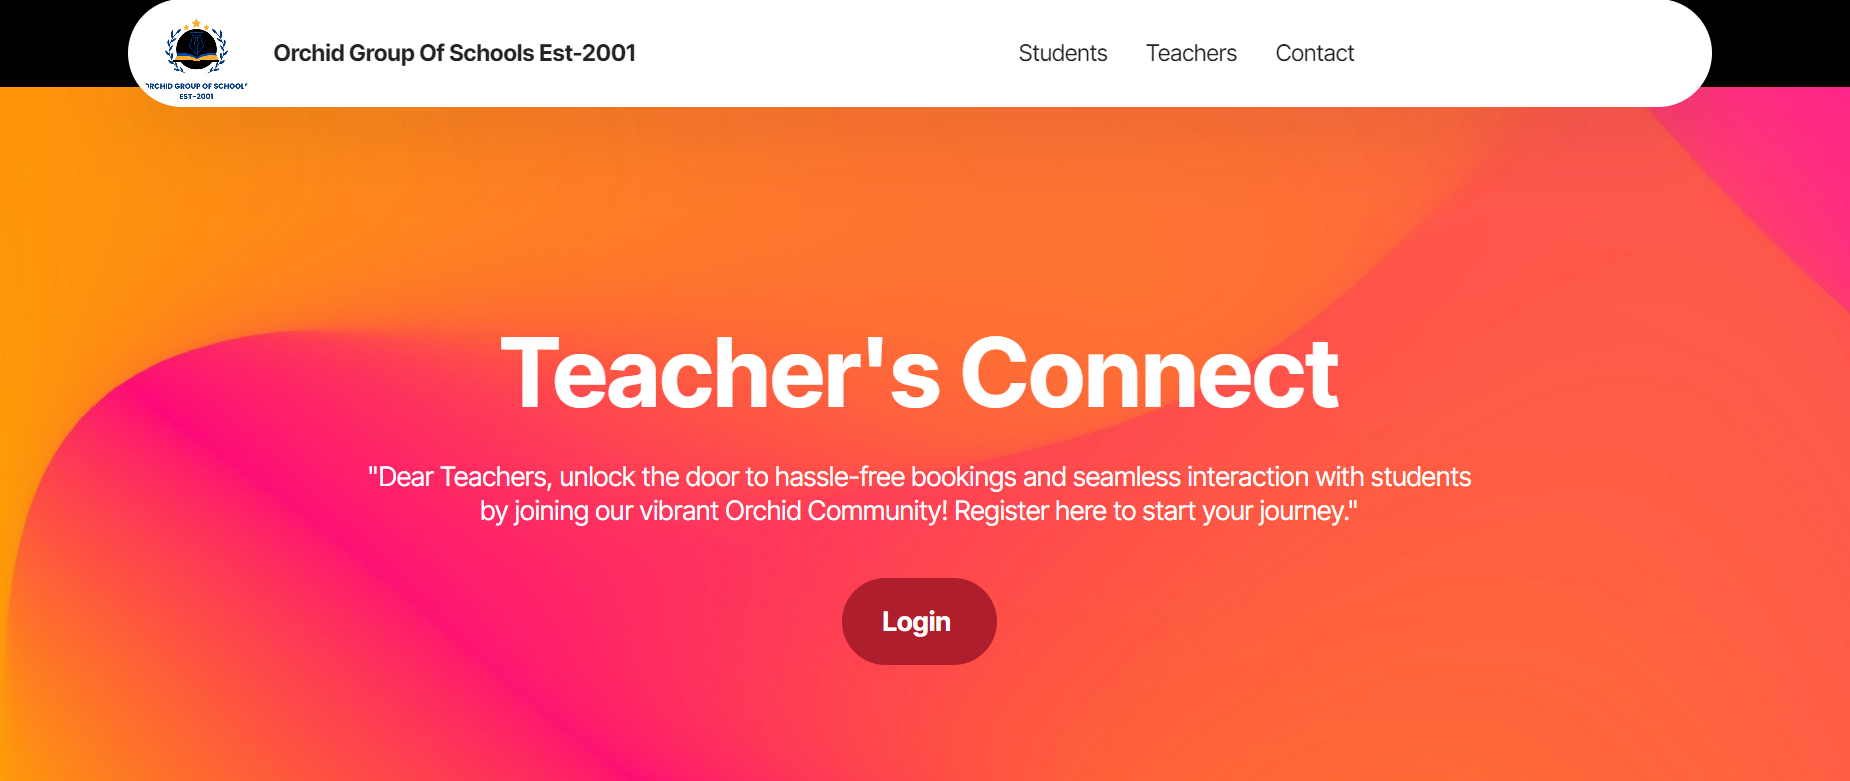 Orchid Group Of Schools Est-2001
Students Teachers Contact
ORCHID GROUP OF SCHOOL
EST-2001
Teacher's Connect
"Dear Teachers, unlock the door to hassle-free bookings and seamless interaction with students
by joining our vibrant Orchid Community! Register here to start your journey."
Login